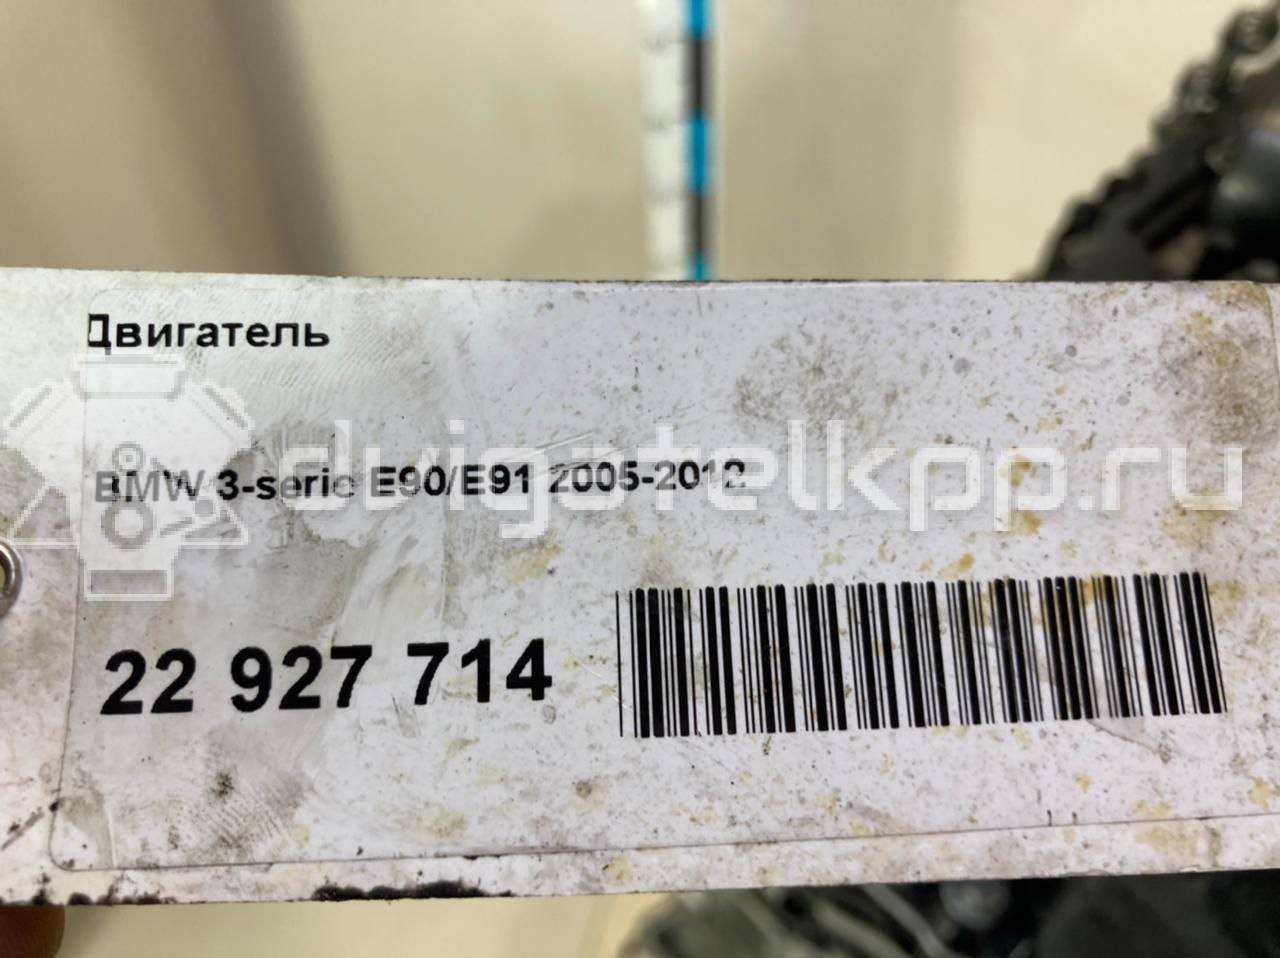 Двигатель
BMW 3-serie E90/E91 2005-2012
dvigatelkpp.ru
22 927 714